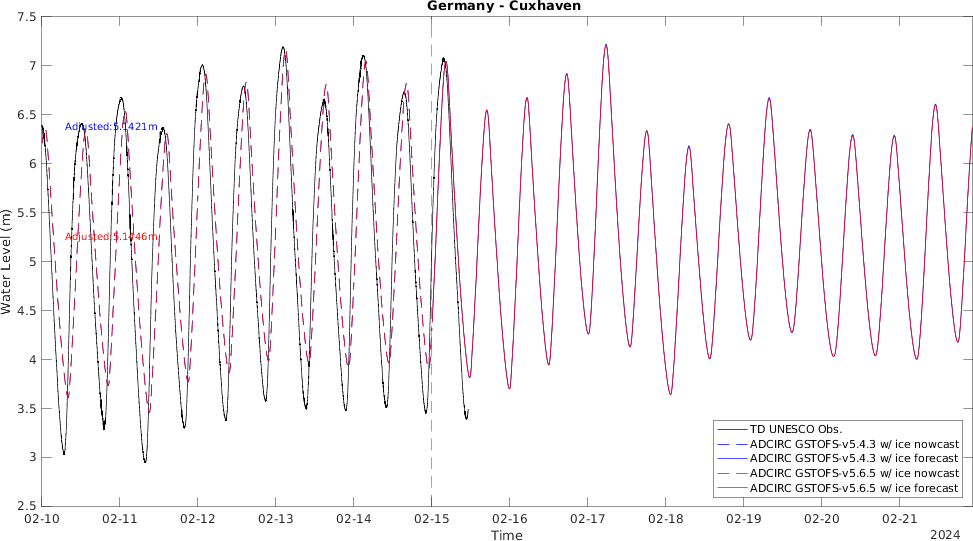 Germany - Cuxhaven
7.5
7
6.5
6
5.5
5
4.5
4
3.5
3
2.5
Water Level (m)
Adjusted:5.1421m
Adjusted:5.1446m
TD UNESCO Obs.
ADCIRC GSTOFS-v5.4.3 w/ ice nowcast
ADCIRC GSTOFS-v5.4.3 w/ ice forecast
ADCIRC GSTOFS-v5.6.5 w/ ice nowcast
ADCIRC GSTOFS-v5.6.5 w/ ice forecast
02-10 02-11 02-12 02-13 02-14 02-15 02-16 02-17 02-18 02-19 02-20 02-21
Time
2024